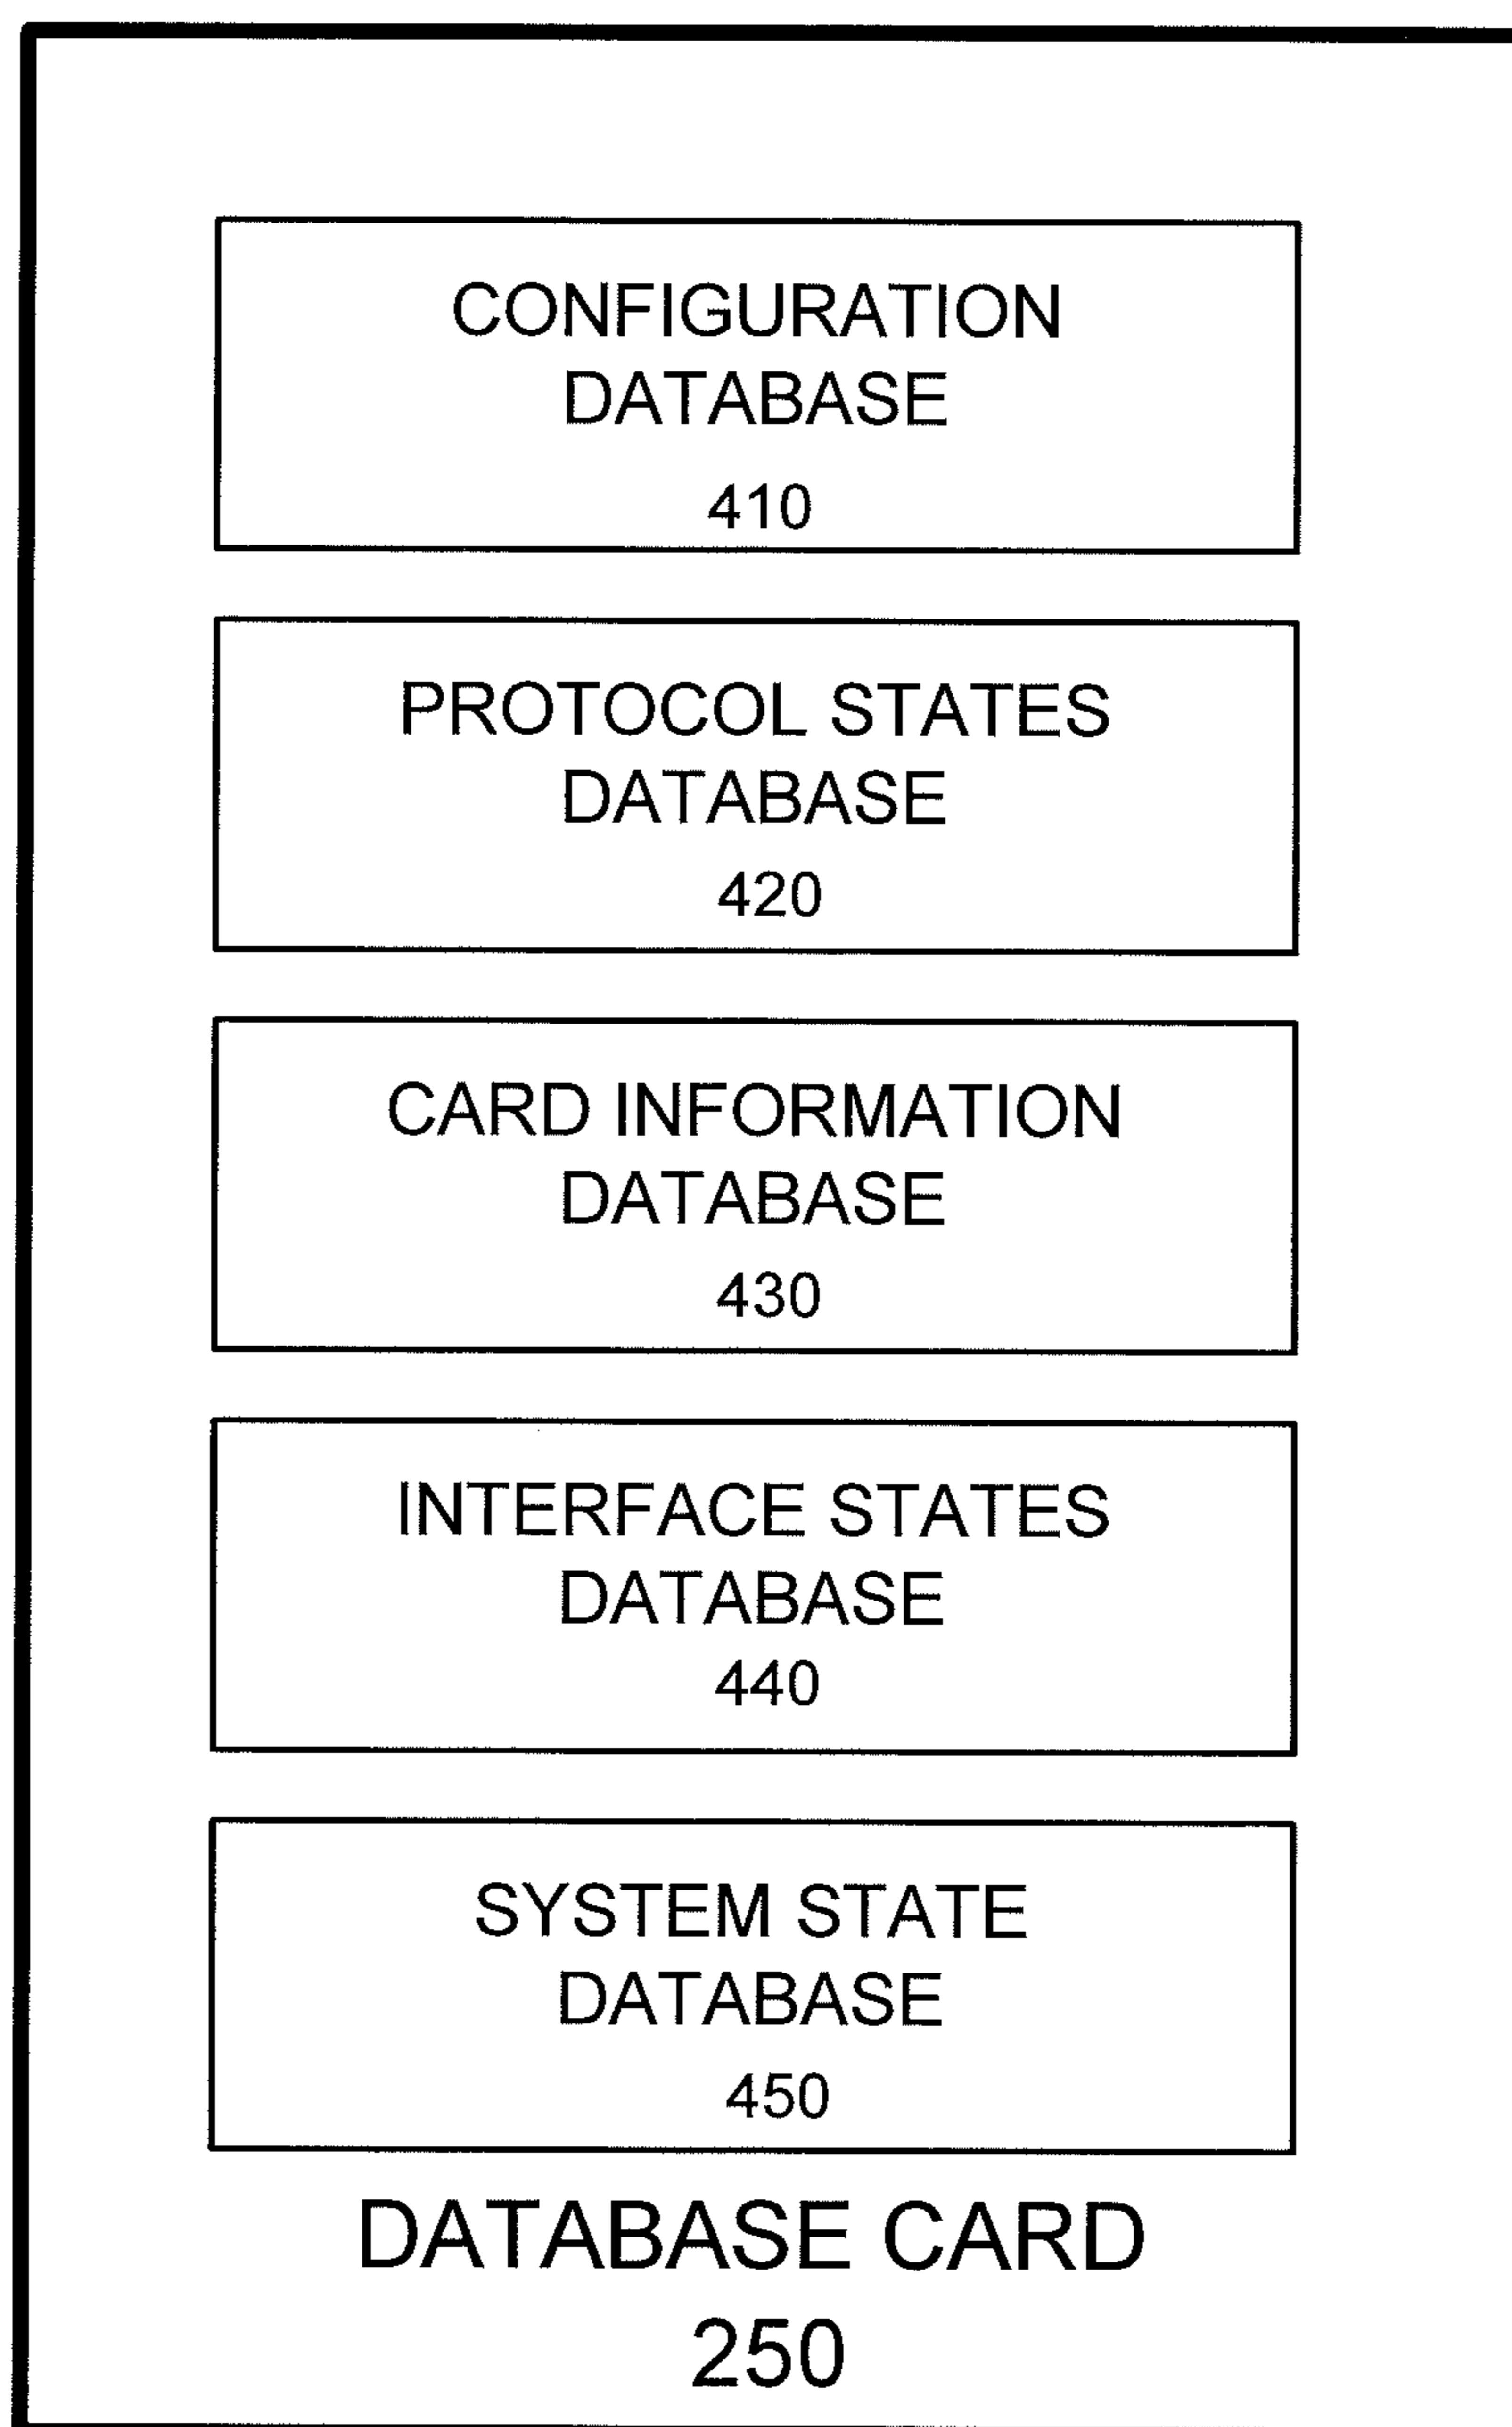 CONFIGURATION
DATABASE
410
PROTOCOL STATES
DATABASE
420
CARD INFORMATION
DATABASE
430
INTERFACE STATES
DATABASE
440
SYSTEM STATE
DATABASE
450
DATABASE CARD
250